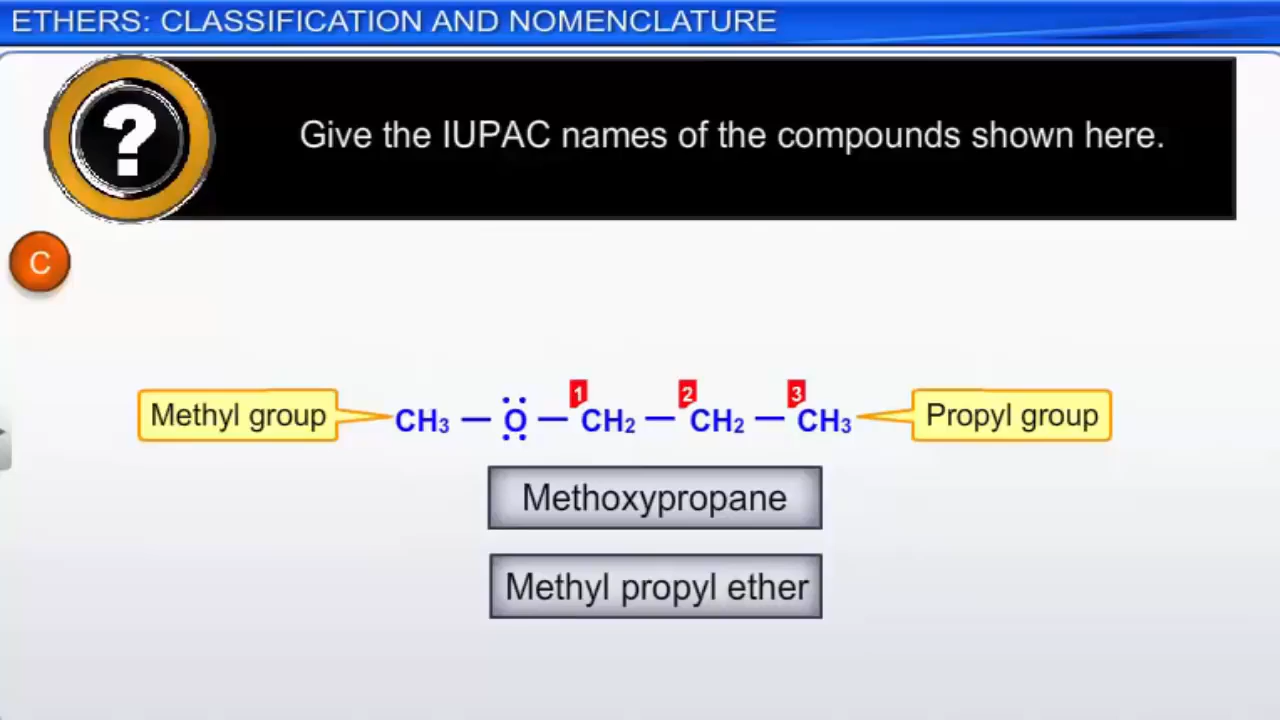 ETHERS: CLASSIFICATION AND NOMENCLATURE
?
Give the IUPAC names of the compounds shown here.
C
1 2 3
Methyl group CH₃ — Ö — CH₂ — CH₂ — CH₃ Propyl group
Methoxypropane
Methyl propyl ether